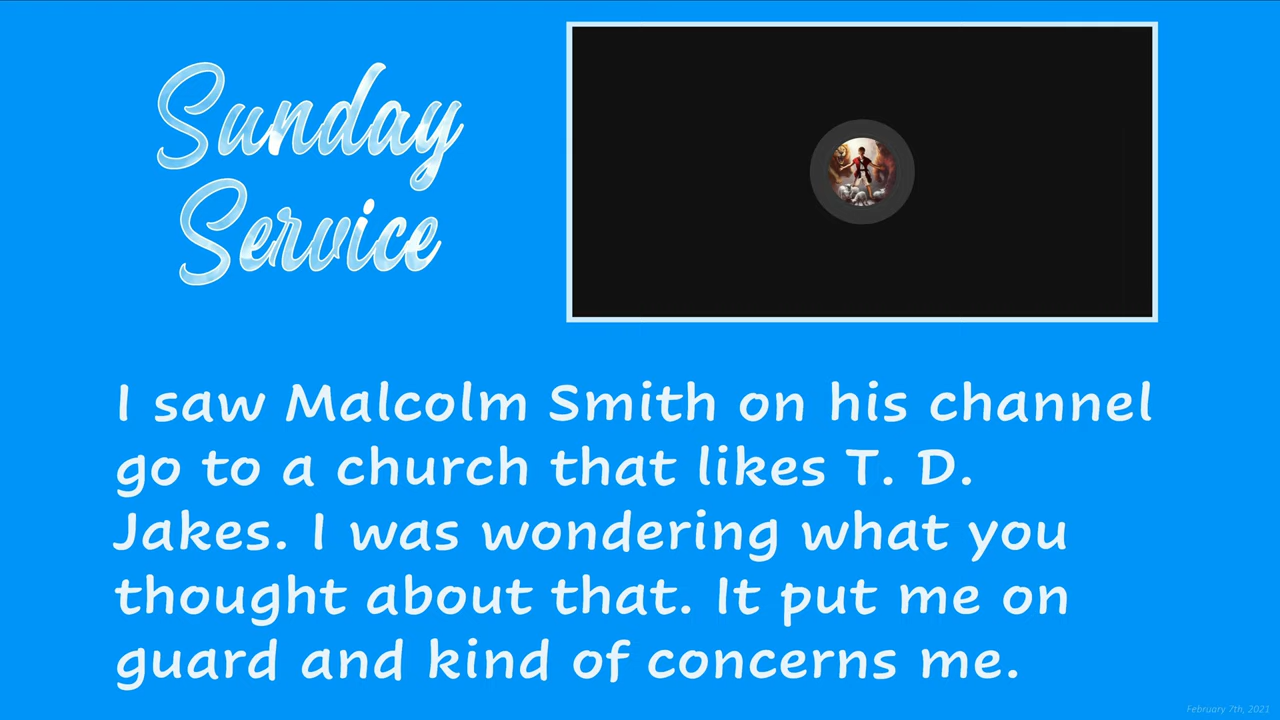 Sunday
Service
I saw Malcolm Smith on his channel
go to a church that likes T. D.
Jakes. I was wondering what you
thought about that. It put me on
guard and kind of concerns me.
February 7th, 2021